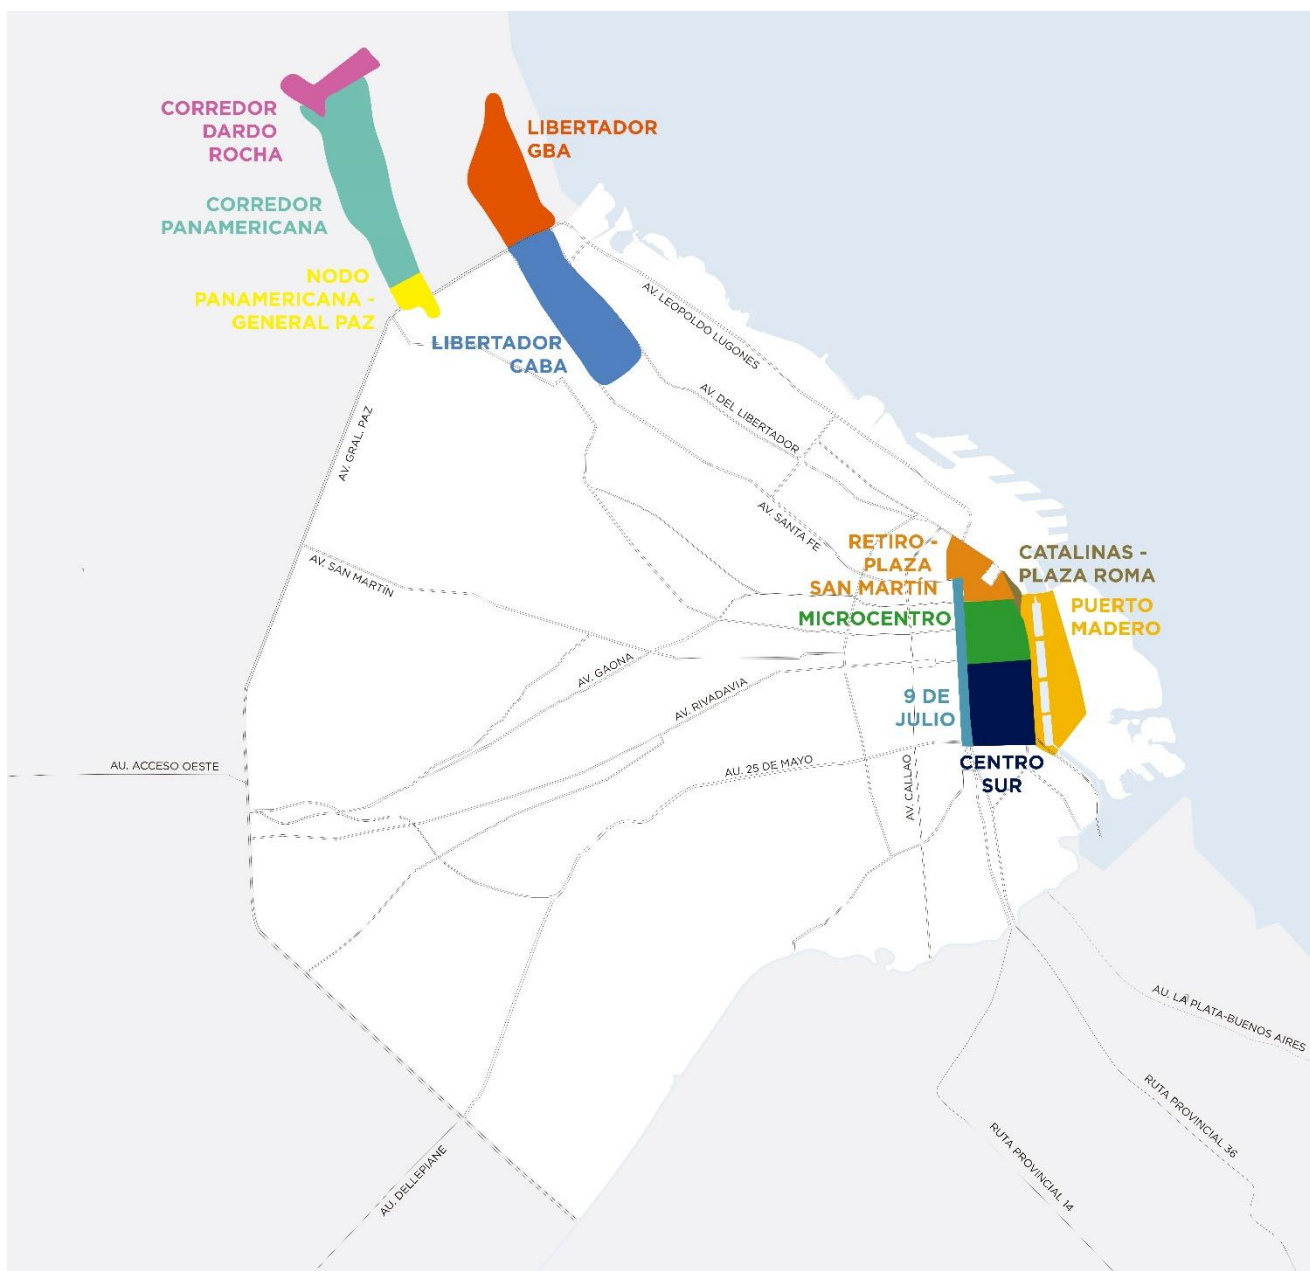 CORREDOR
DARDO
ROCHA
LIBERTADOR
GBA
CORREDOR
PANAMERICANA
NODO
PANAMERICANA -
GENERAL PAZ
LIBERTADOR
CABA
AV. LEOPOLDO LUGONES
AV. DEL LIBERTADOR
AV. GRAL. PAZ
AV. SANTA FE
AV. SAN MARTÍN
RETIRO -
PLAZA
SAN MARTÍN
CATALINAS -
PLAZA ROMA
MICROCENTRO
PUERTO
MADERO
AV. GAONA
AV. RIVADAVIA
9 DE
JULIO
AU. ACCESO OESTE
AU. 25 DE MAYO
AV. CALLAO
CENTRO
SUR
AU. LA PLATA-BUENOS AIRES
RUTA PROVINCIAL 36
RUTA PROVINCIAL 14
AU. DELLEPIANE